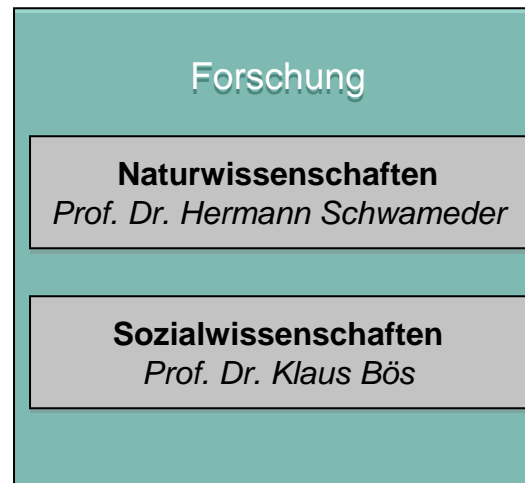 Forschung
Naturwissenschaften
Prof. Dr. Hermann Schwameder
Sozialwissenschaften
Prof. Dr. Klaus Bös